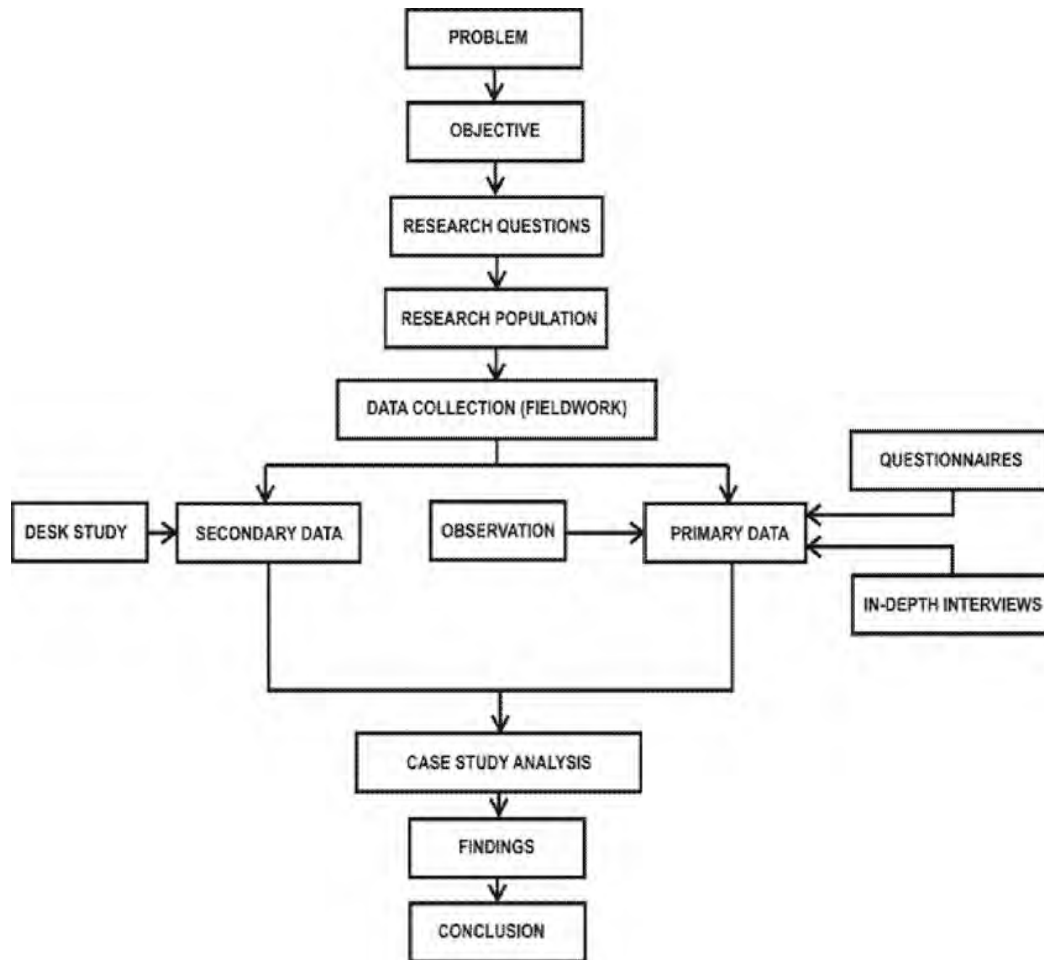 PROBLEM
OBJECTIVE
RESEARCH QUESTIONS
RESEARCH POPULATION
DATA COLLECTION (FIELDWORK)
QUESTIONNAIRES
DESK STUDY
SECONDARY DATA
OBSERVATION
PRIMARY DATA
IN-DEPTH INTERVIEWS
CASE STUDY ANALYSIS
FINDINGS
CONCLUSION